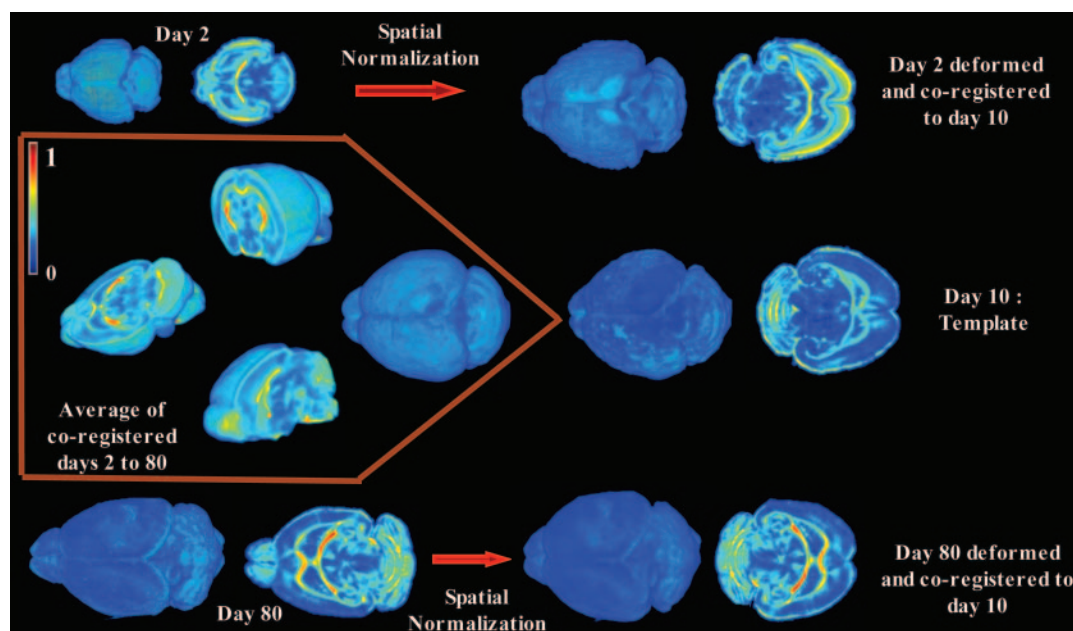 Day 2
Spatial
Normalization
Day 2 deformed
and co-registered
to day 10
1
0
Average of
co-registered
days 2 to 80
Day 10 :
Template
Day 80
Spatial
Normalization
Day 80 deformed
and co-registered to
day 10